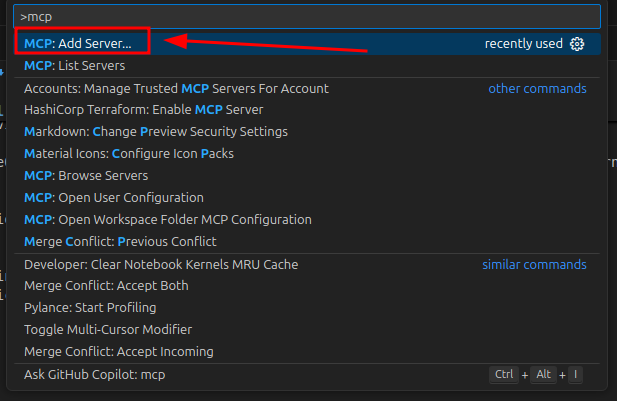 >mcp
MCP: Add Server... recently used
MCP: List Servers
Accounts: Manage Trusted MCP Servers For Account other commands
HashiCorp Terraform: Enable MCP Server
Markdown: Change Preview Security Settings
Material Icons: Configure Icon Packs
MCP: Browse Servers
MCP: Open User Configuration
MCP: Open Workspace Folder MCP Configuration
Merge Conflict: Previous Conflict
Developer: Clear Notebook Kernels MRU Cache similar commands
Merge Conflict: Accept Both
Pylance: Start Profiling
Toggle Multi-Cursor Modifier
Merge Conflict: Accept Incoming
Ask GitHub Copilot: mcp Ctrl + Alt + I